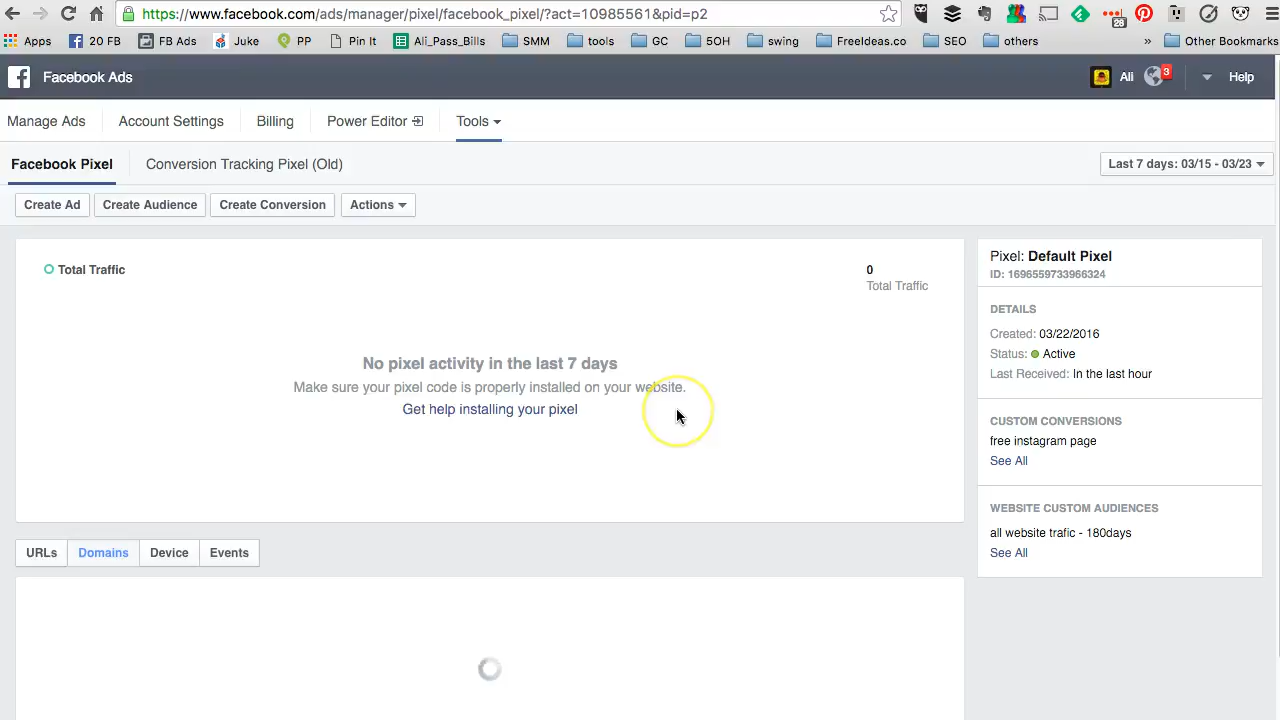 https://www.facebook.com/ads/manager/pixel/facebook_pixel/?act=10985561&pid=p2
23
Apps 20 FB FB Ads Juke PP Pin It Ali_Pass_Bills SMM tools GC 5OH swing FreeIdeas.co SEO others » Other Bookmarks
Facebook Ads Ali 3 Help
Manage Ads Account Settings Billing Power Editor Tools
Facebook Pixel Conversion Tracking Pixel (Old) Last 7 days: 03/15 - 03/23
Create Ad Create Audience Create Conversion Actions
Total Traffic
0
Total Traffic
No pixel activity in the last 7 days
Make sure your pixel code is properly installed on your website.
Get help installing your pixel
URLs Domains Device Events
Pixel: Default Pixel
ID: 1696559733966324
DETAILS
Created: 03/22/2016
Status: Active
Last Received: In the last hour
CUSTOM CONVERSIONS
free instagram page
See All
WEBSITE CUSTOM AUDIENCES
all website trafic - 180days
See All